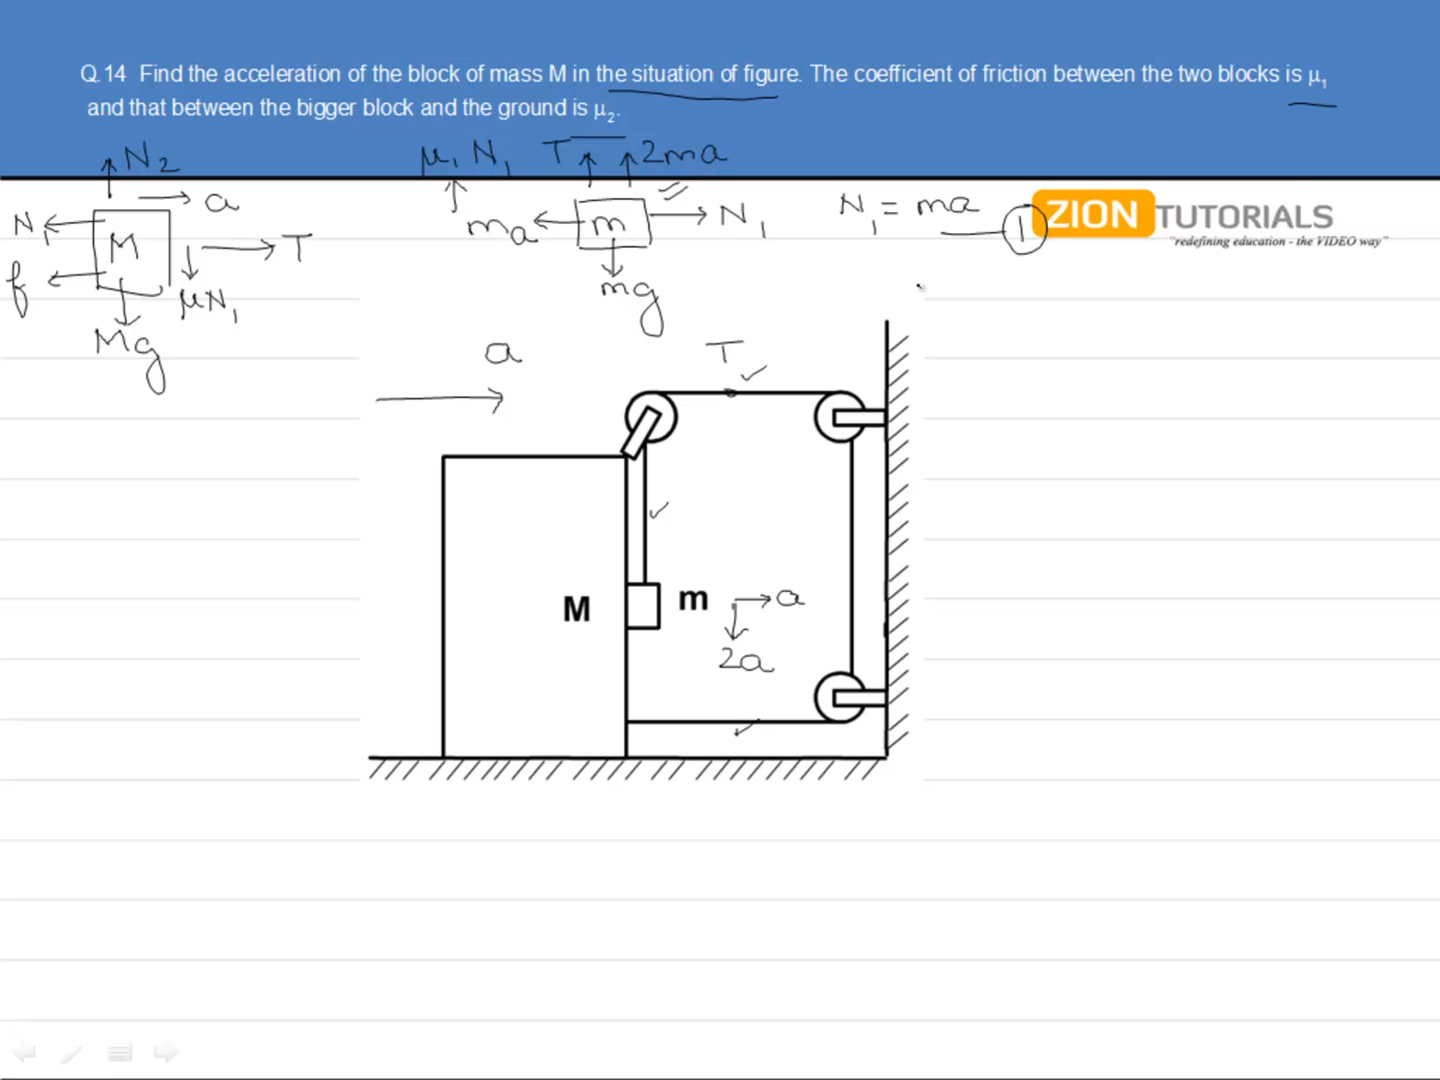 Q.14 Find the acceleration of the block of mass M in the situation of figure. The coefficient of friction between the two blocks is μ₁
and that between the bigger block and the ground is μ₂.
N₂
a
N₁
M
T
f
μN₁
Mg
μ₁ N₁
T
2ma
ma
m
N₁
mg
N₁ = ma
1
ZION TUTORIALS
"redefining education - the VIDEO way"
a
T
M
m
a
2a